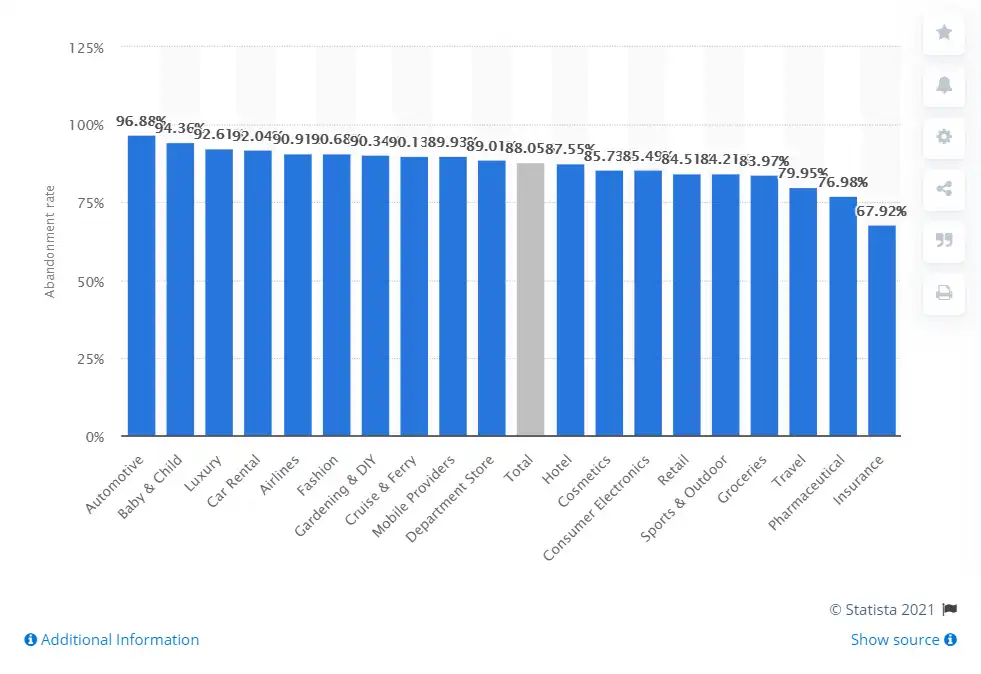 125%
100%
75%
50%
25%
0%
Abandonment rate
96.88%
94.36%
92.61%
92.04%
90.91%
90.68%
90.34%
90.13%
89.93%
89.01%
88.05%
87.55%
85.73%
85.49%
84.51%
84.21%
83.97%
79.95%
76.98%
67.92%
Automotive
Baby & Child
Luxury
Car Rental
Airlines
Fashion
Gardening & DIY
Cruise & Ferry
Mobile Providers
Department Store
Total
Hotel
Cosmetics
Consumer Electronics
Retail
Sports & Outdoor
Groceries
Travel
Pharmaceutical
Insurance
© Statista 2021
Additional Information
Show source